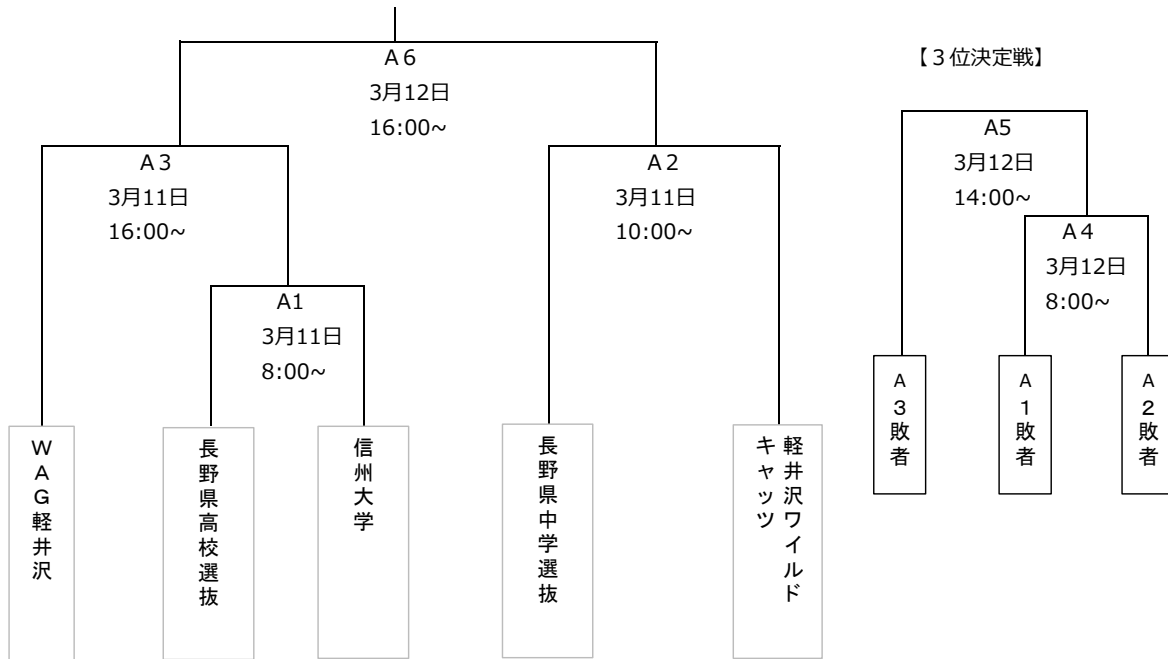 A6
3月12日
16:00~
【3位決定戦】
A3
3月11日
16:00~
A2
3月11日
10:00~
A5
3月12日
14:00~
A4
3月12日
8:00~
A1
3月11日
8:00~
WAG軽井沢
長野県高校選抜
信州大学
長野県中学選抜
軽井沢ワイルド
キャッツ
A3敗者
A1敗者
A2敗者